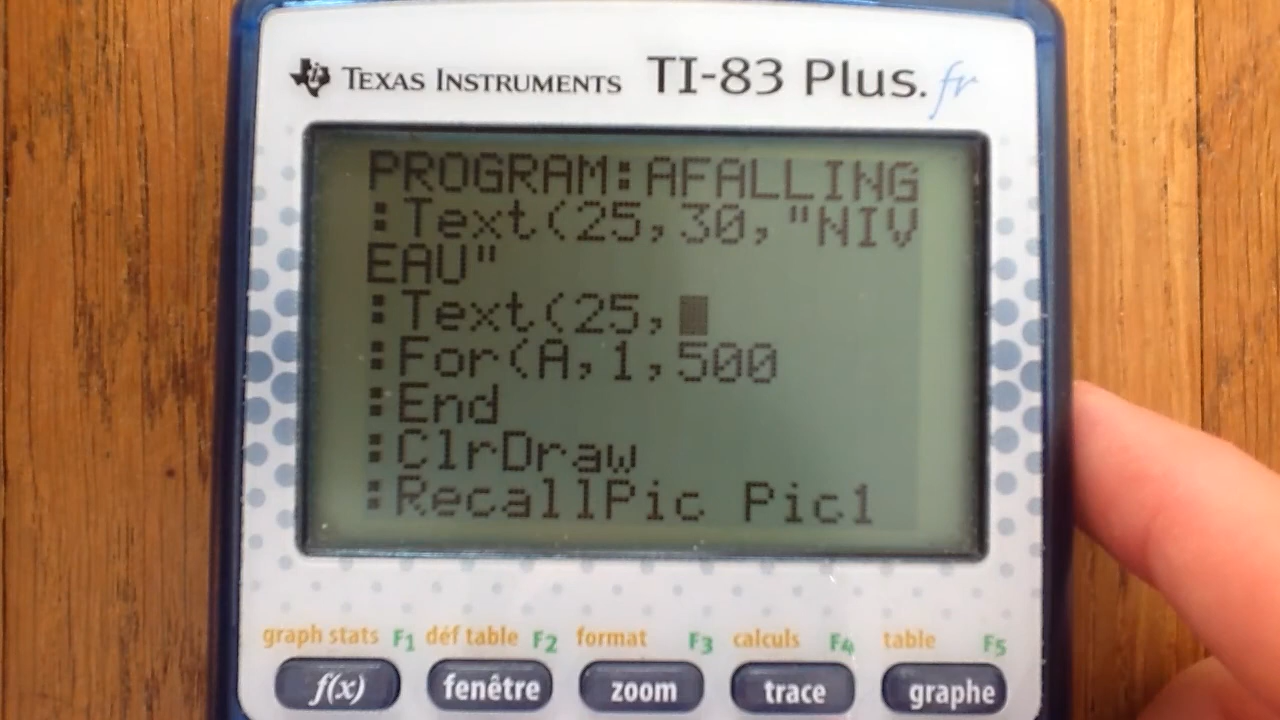 TEXAS INSTRUMENTS TI-83 Plus.fr
PROGRAM:AFALLING
:Text(25,30,"NIV
EAU"
:Text(25,
:For(A,1,500
:End
:ClrDraw
:RecallPic Pic1
graph stats F1 déf table F2 format F3 calculs F4 table F5
f(x) fenêtre zoom trace graphe